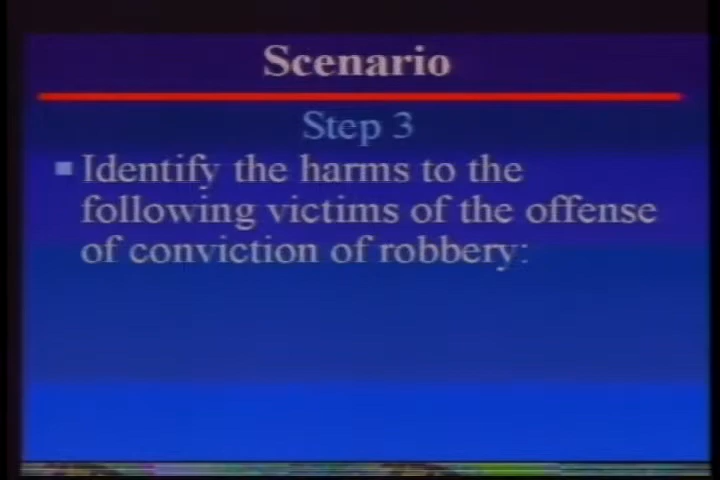 Scenario
Step 3
Identify the harms to the
following victims of the offense
of conviction of robbery: